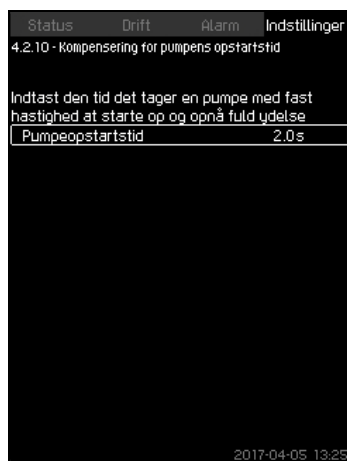 Status Drift Alarm Indstillinger
4.2.10 - Kompensering for pumpens opstartstid
Indtast den tid det tager en pumpe med fast
hastighed at starte op og opnå fuld ydelse
Pumpeopstartstid 2.0s
2017-04-05 13:25